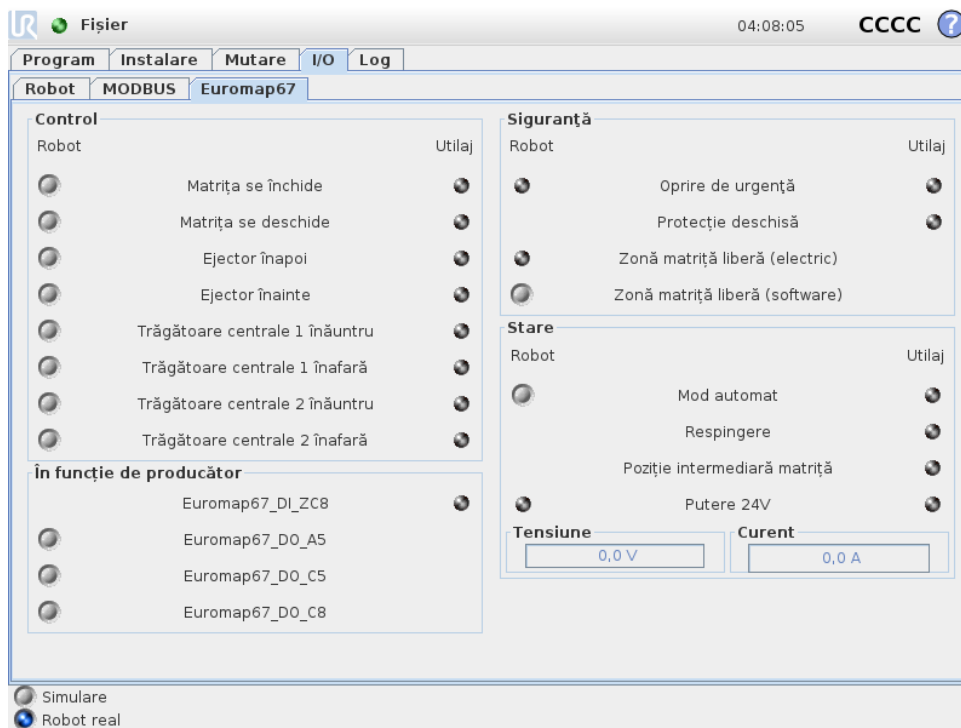 UR Fișier 04:08:05 CCCC ?
Program Instalare Mutare I/O Log
Robot MODBUS Euromap67
Control
Robot Utilaj
Matrița se închide
Matrița se deschide
Ejector înapoi
Ejector înainte
Trăgătoare centrale 1 înăuntru
Trăgătoare centrale 1 înafară
Trăgătoare centrale 2 înăuntru
Trăgătoare centrale 2 înafară
În funcție de producător
Euromap67_DI_ZC8
Euromap67_DO_A5
Euromap67_DO_C5
Euromap67_DO_C8
Siguranţă
Robot Utilaj
Oprire de urgenţă
Protecție deschisă
Zonă matriță liberă (electric)
Zonă matriță liberă (software)
Stare
Robot Utilaj
Mod automat
Respingere
Poziție intermediară matriță
Putere 24V
Tensiune Curent
0,0 V 0,0 A
Simulare
Robot real